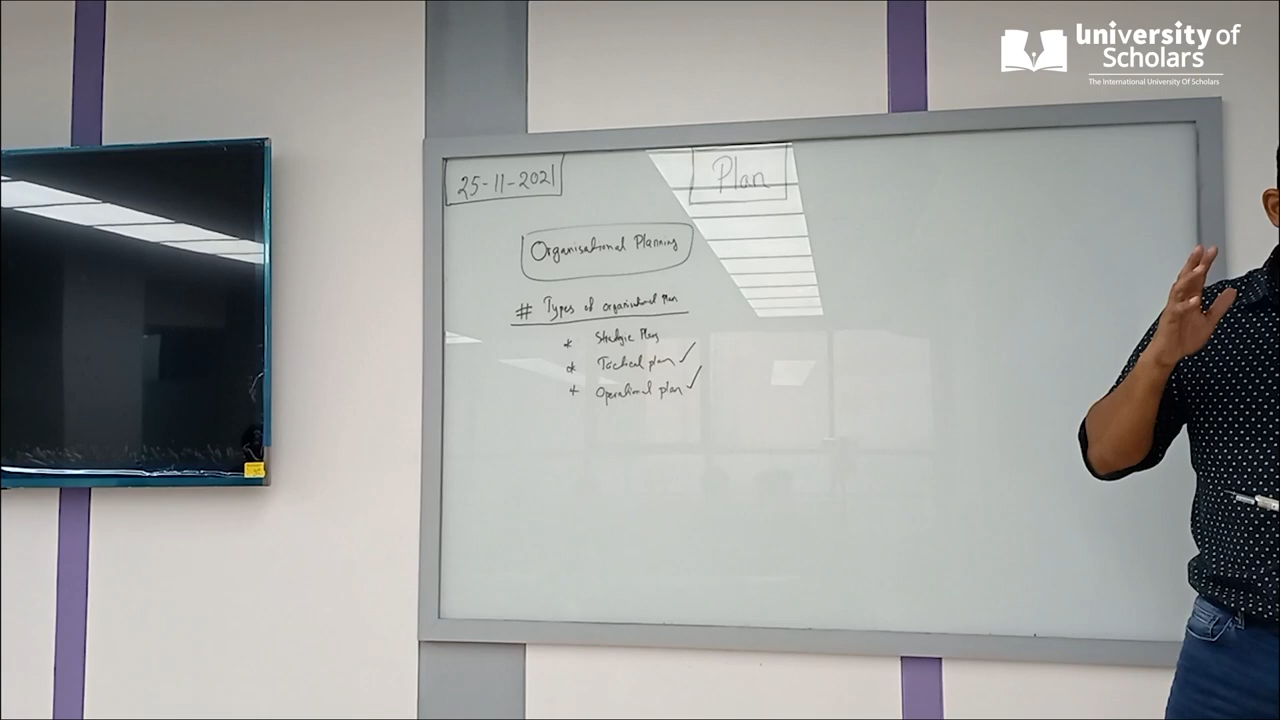 University of
Scholars
The International University Of Scholars
25-11-2021
Plan
Organisational Planning
# Types of organisational plan
* Strategic Plans
* Tactical plan ✓
* Operational plan ✓